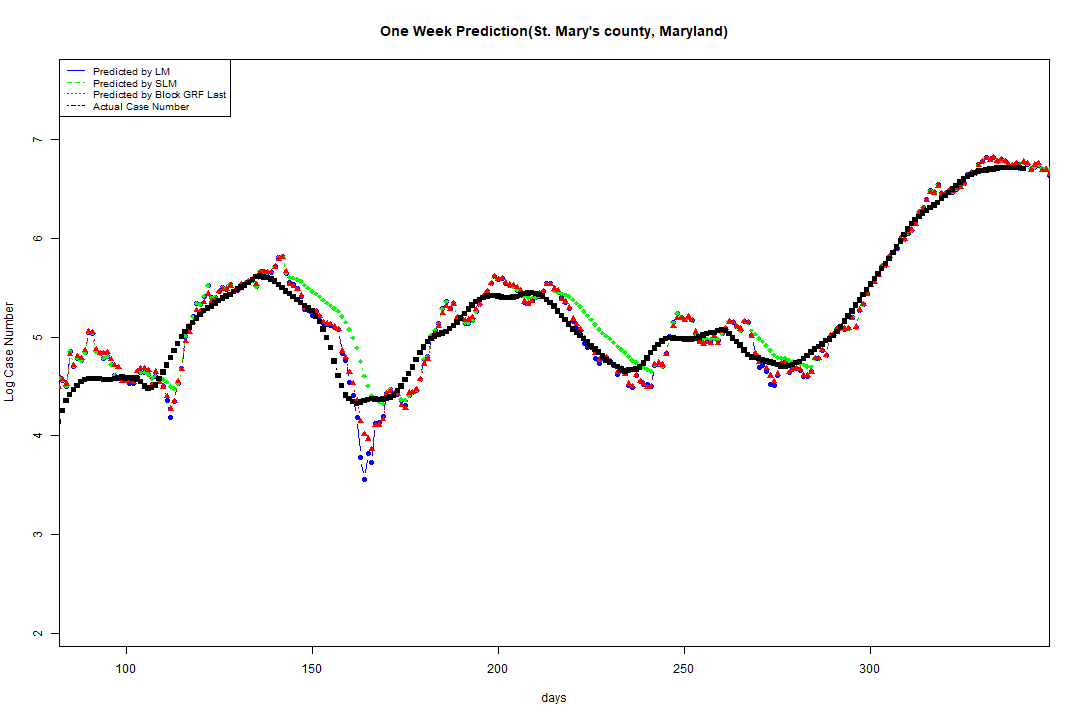 One Week Prediction(St. Mary's county, Maryland)
Predicted by LM
Predicted by SLM
Predicted by Block GRF Last
Actual Case Number
7
6
5
4
3
2
Log Case Number
100 150 200 250 300
days